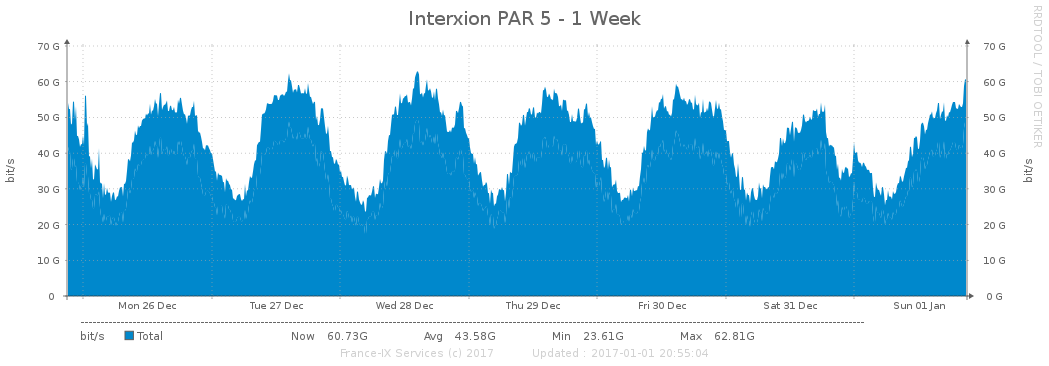 Interxion PAR 5 - 1 Week
RRDTOOL / TOBI OETIKER
bit/s
bit/s
70 G 70 G
60 G 60 G
50 G 50 G
40 G 40 G
30 G 30 G
20 G 20 G
10 G 10 G
0 0 G
Mon 26 Dec Tue 27 Dec Wed 28 Dec Thu 29 Dec Fri 30 Dec Sat 31 Dec Sun 01 Jan
bit/s Total Now 60.73G Avg 43.58G Min 23.61G Max 62.81G
France-IX Services (c) 2017 Updated : 2017-01-01 20:55:04